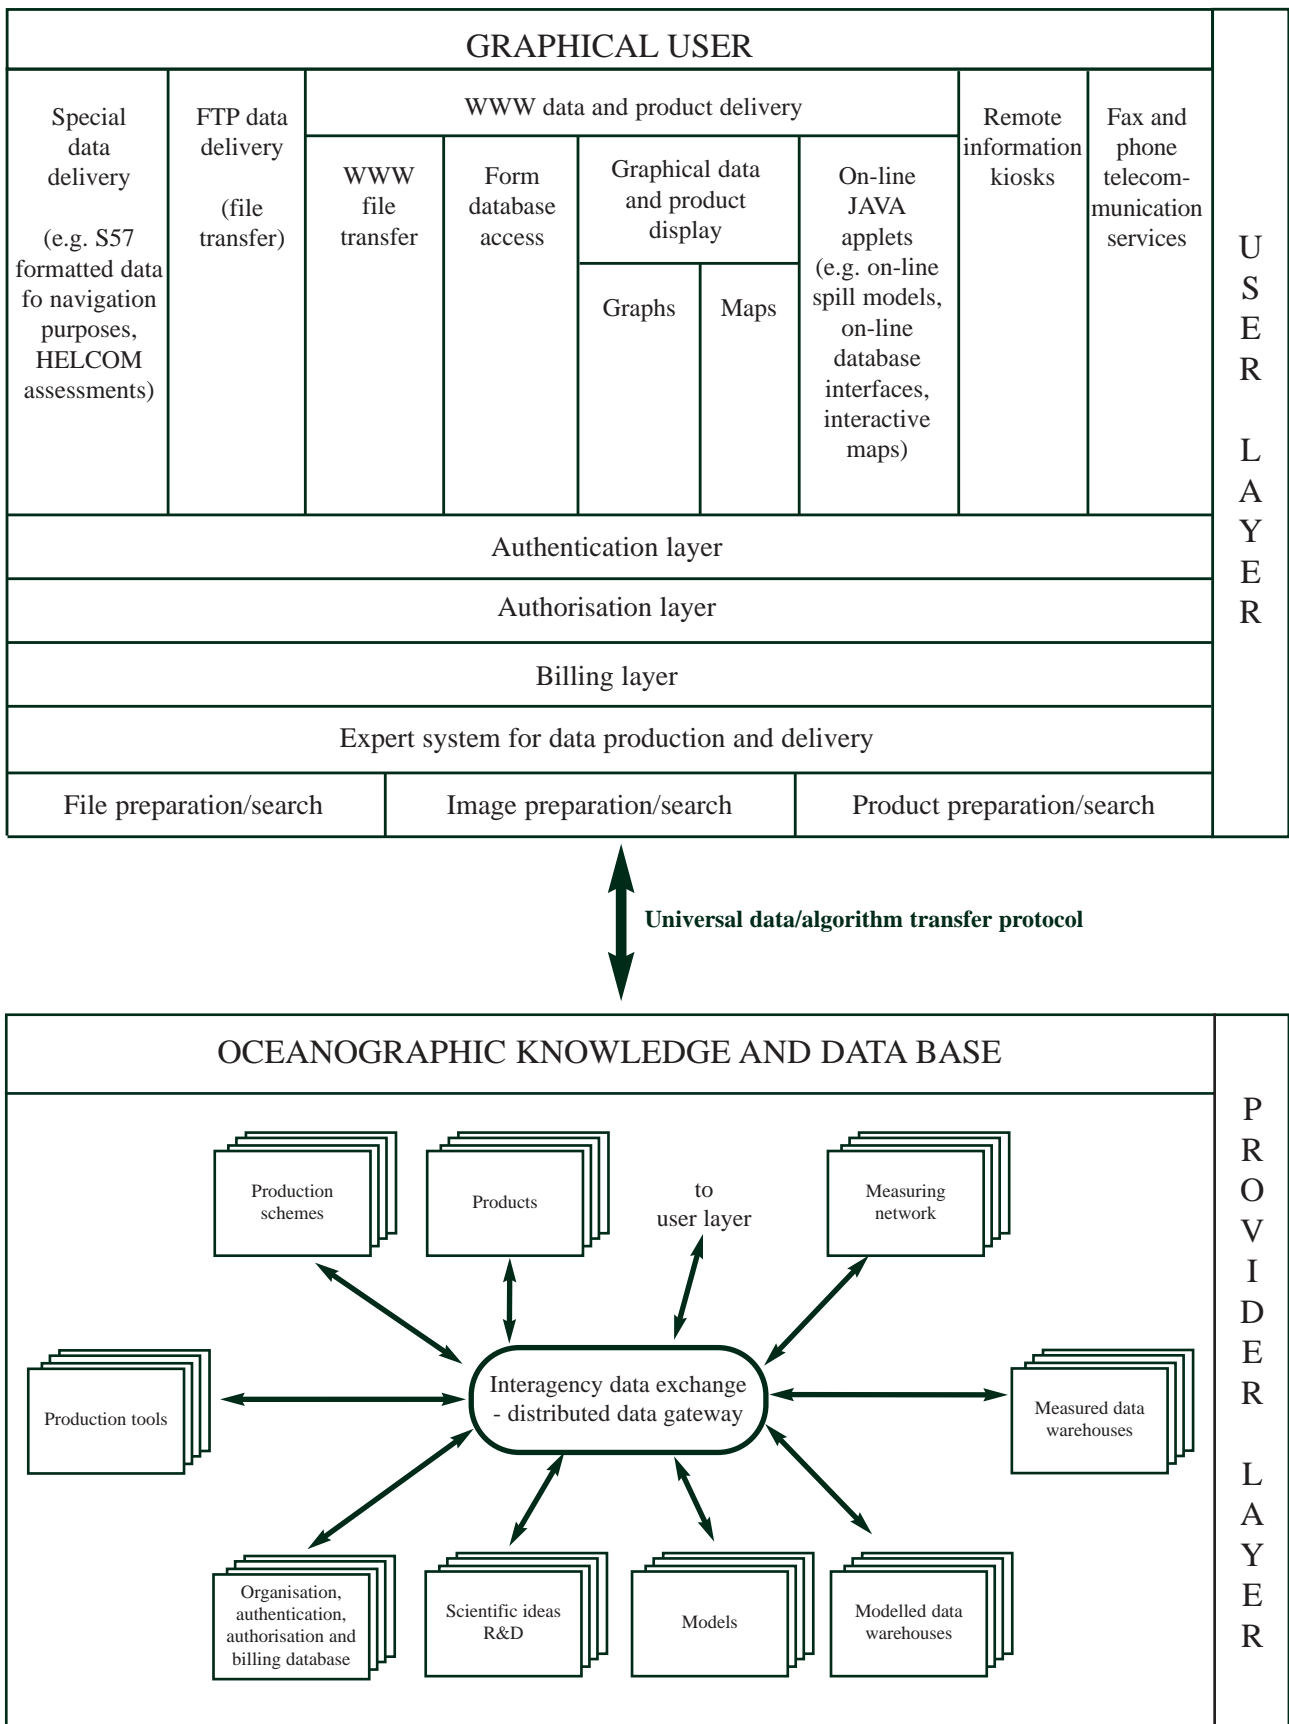 GRAPHICAL USER
Special
data
delivery
(e.g. S57
formatted data
fo navigation
purposes,
HELCOM
assessments)
FTP data
delivery
(file
transfer)
WWW data and product delivery
WWW
file
transfer
Form
database
access
Graphical data
and product
display
Graphs
Maps
On-line
JAVA
applets
(e.g. on-line
spill models,
on-line
database
interfaces,
interactive
maps)
Remote
information
kiosks
Fax and
phone
telecom-
munication
services
USER LAYER
Authentication layer
Authorisation layer
Billing layer
Expert system for data production and delivery
File preparation/search
Image preparation/search
Product preparation/search
Universal data/algorithm transfer protocol
OCEANOGRAPHIC KNOWLEDGE AND DATA BASE
PROVIDER LAYER
Production
schemes
Products
to
user layer
Measuring
network
Production tools
Interagency data exchange
- distributed data gateway
Measured data
warehouses
Organisation,
authentication,
authorisation and
billing database
Scientific ideas
R&D
Models
Modelled data
warehouses